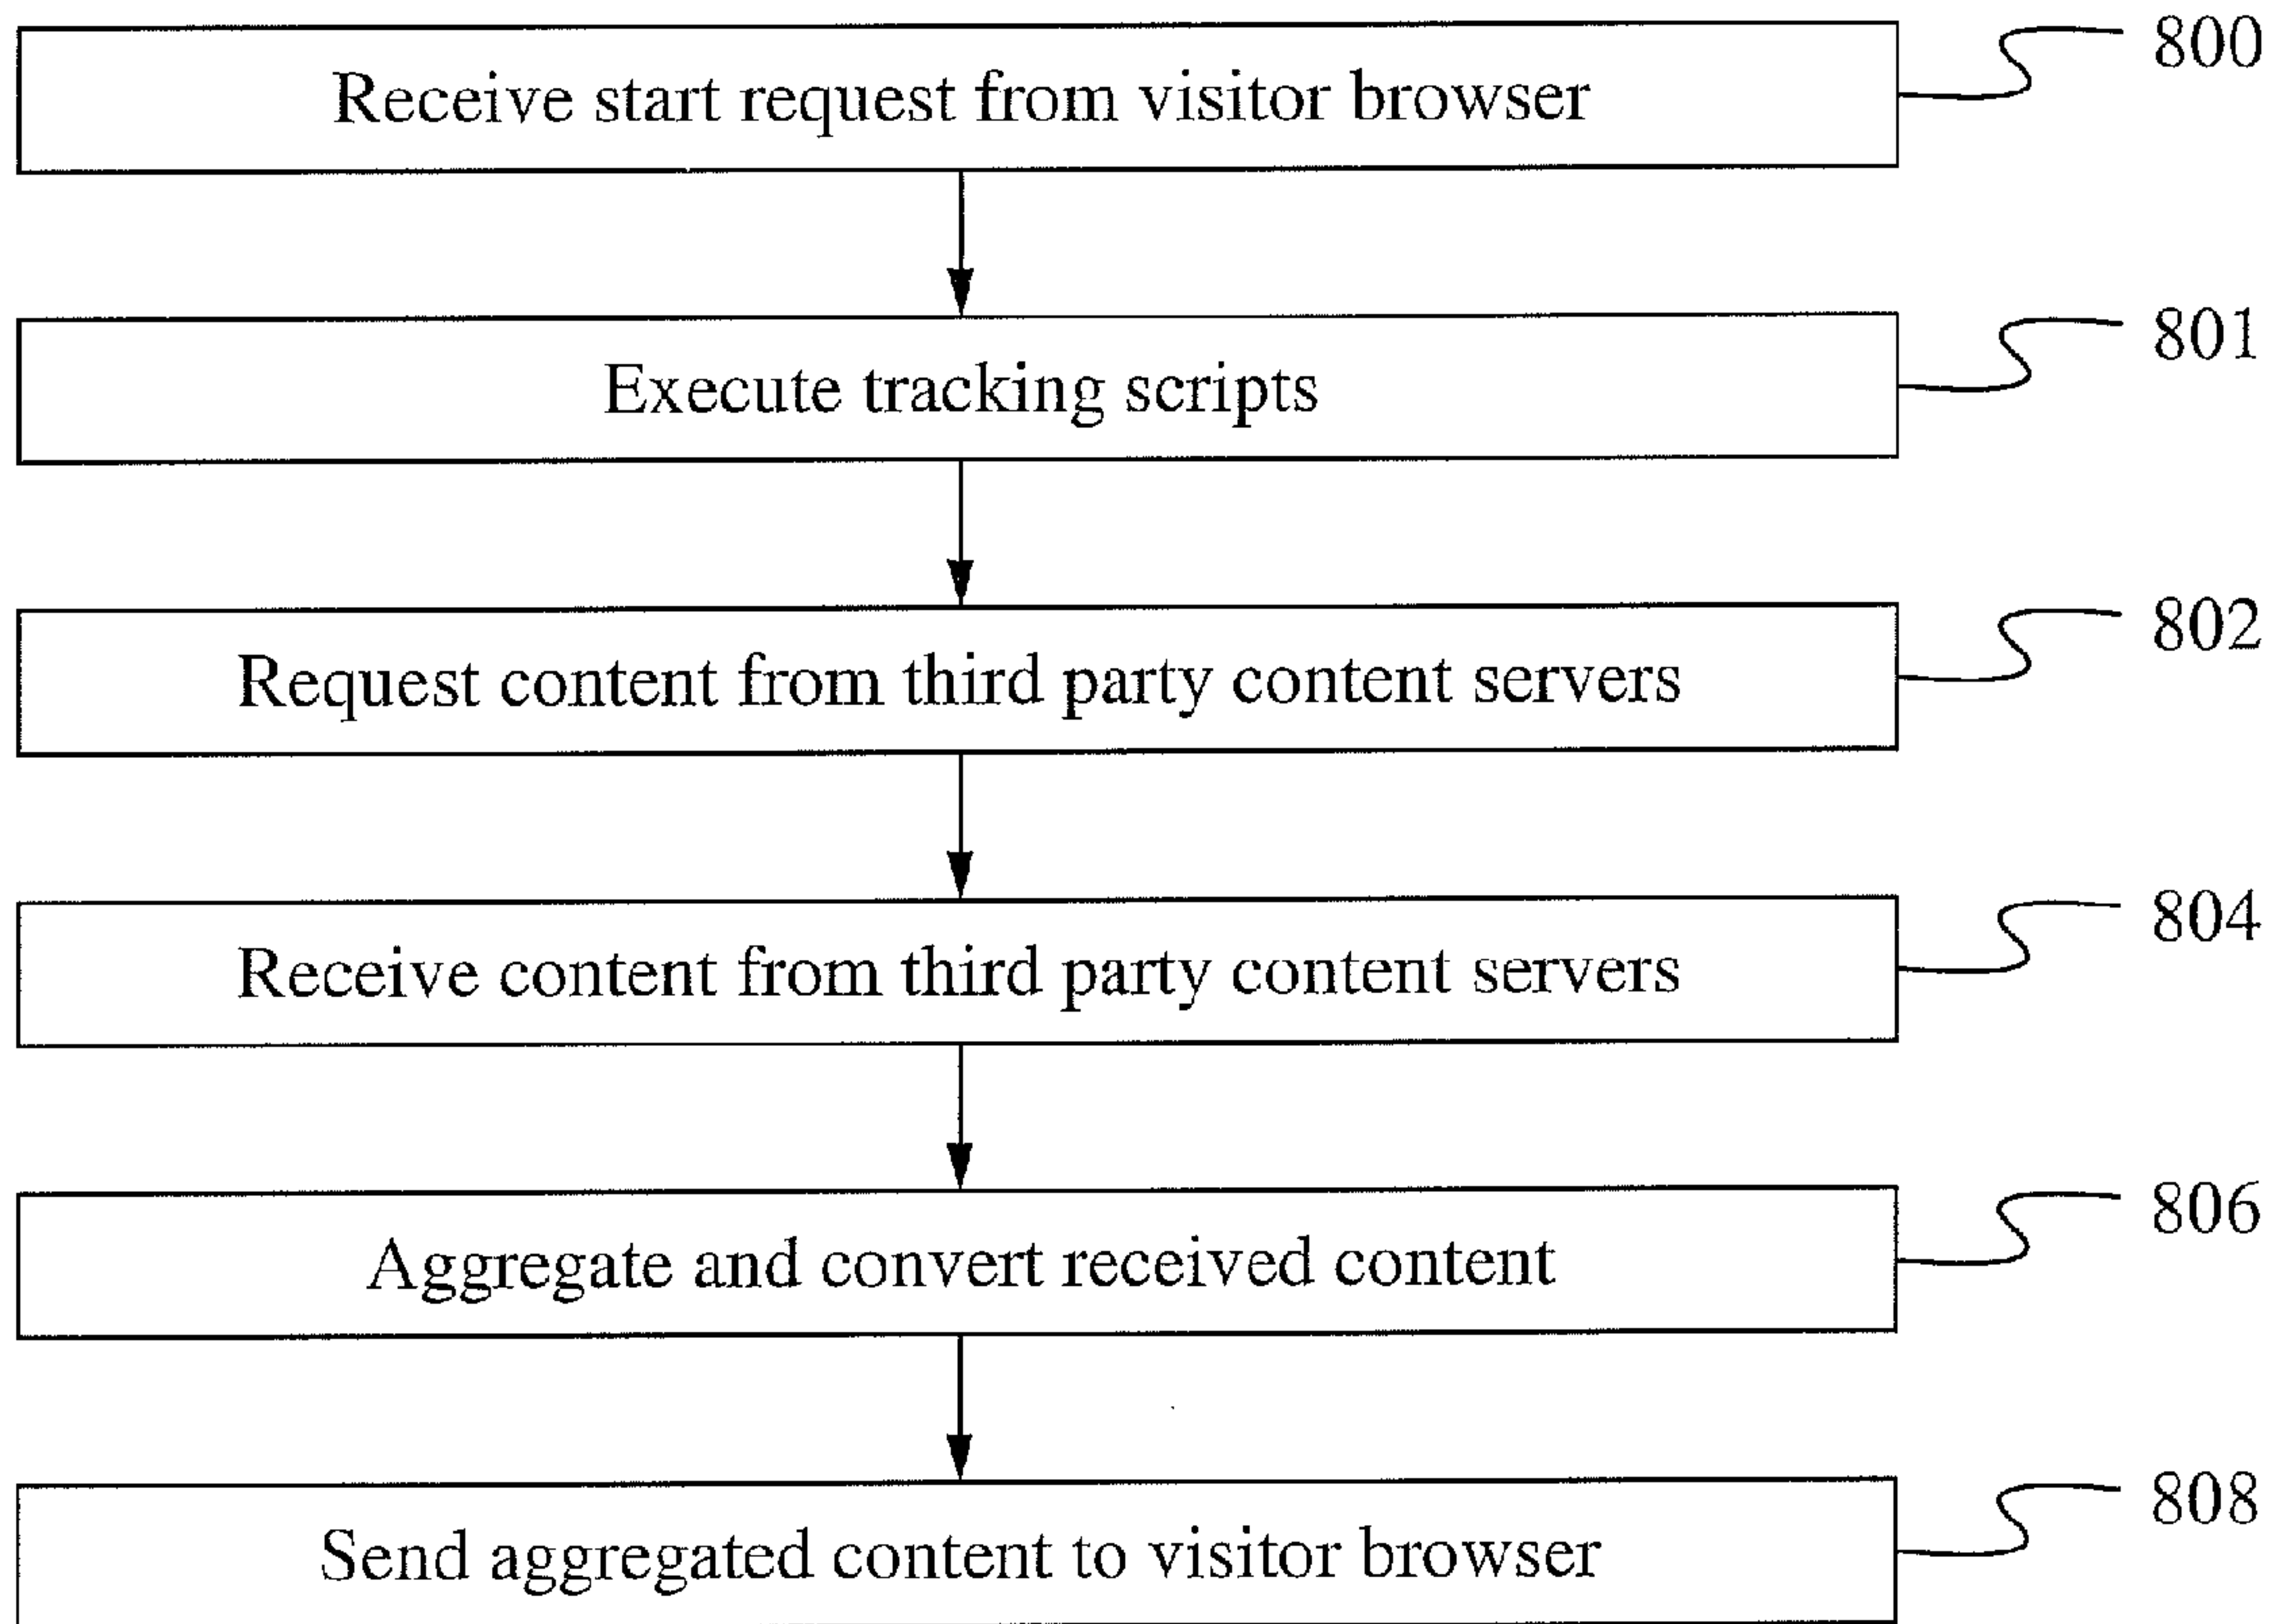 Receive start request from visitor browser
800
Execute tracking scripts
801
Request content from third party content servers
802
Receive content from third party content servers
804
Aggregate and convert received content
806
Send aggregated content to visitor browser
808